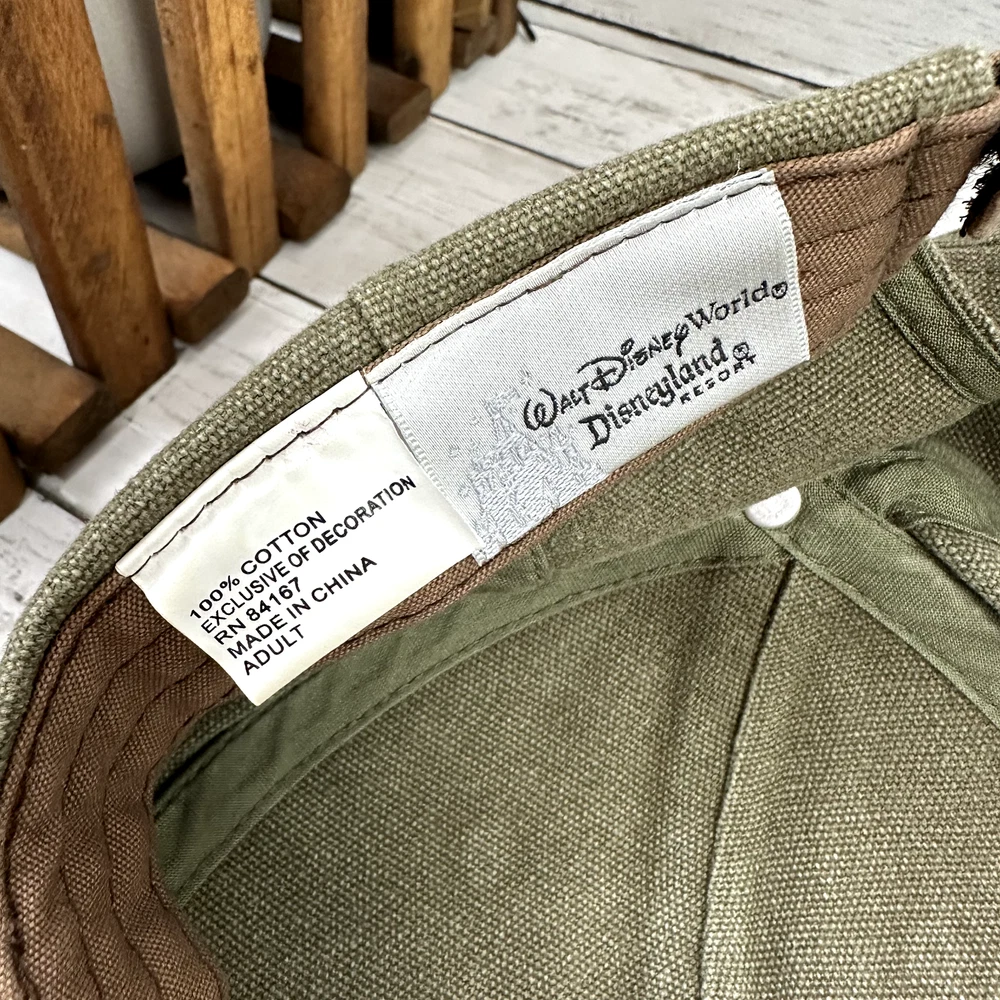 Walt Disney World®
Disneyland®
RESORT
100% COTTON
EXCLUSIVE OF DECORATION
RN 84167
MADE IN CHINA
ADULT